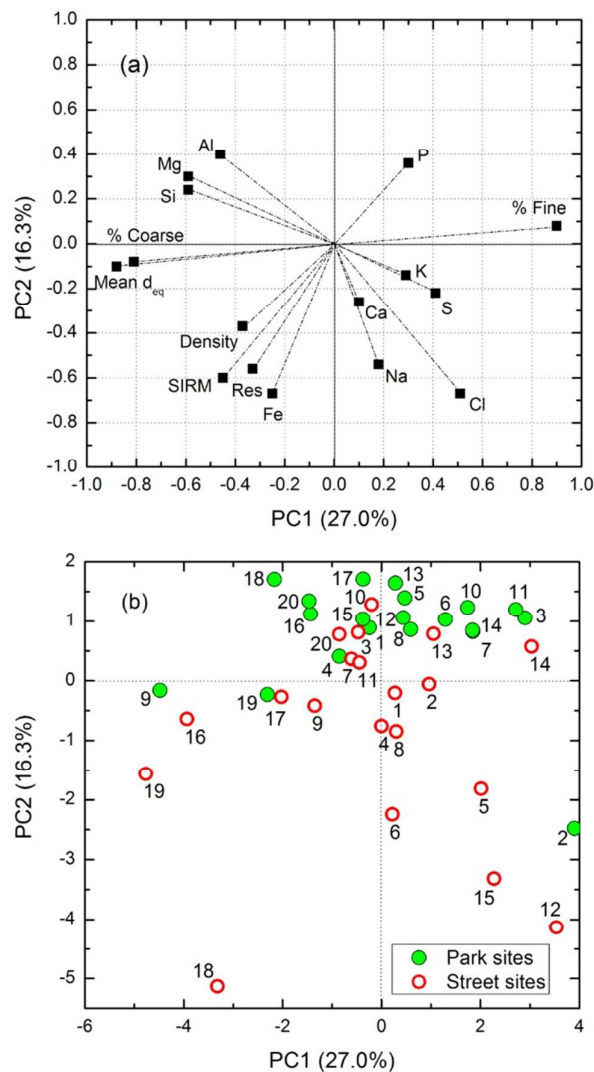 (a)
1.0
0.8
0.6
0.4
0.2
0.0
-0.2
-0.4
-0.6
-0.8
-1.0
PC2 (16.3%)
Al
P
Mg
Si
% Fine
% Coarse
Mean deq
K
S
Ca
Density
SIRM
Res
Na
Fe
Cl
-1.0 -0.8 -0.6 -0.4 -0.2 0.0 0.2 0.4 0.6 0.8 1.0
PC1 (27.0%)
(b)
2
1
0
-1
-2
-3
-4
-5
PC2 (16.3%)
18 17 13
20 10 5 10 11
16 15 12 6 3
20 3 1 8 13 14 7 14
4 7 11
9 19 17 9 1 2
16 4 8
19 5
6 2
15
12
18
Park sites
Street sites
-6 -4 -2 0 2 4
PC1 (27.0%)